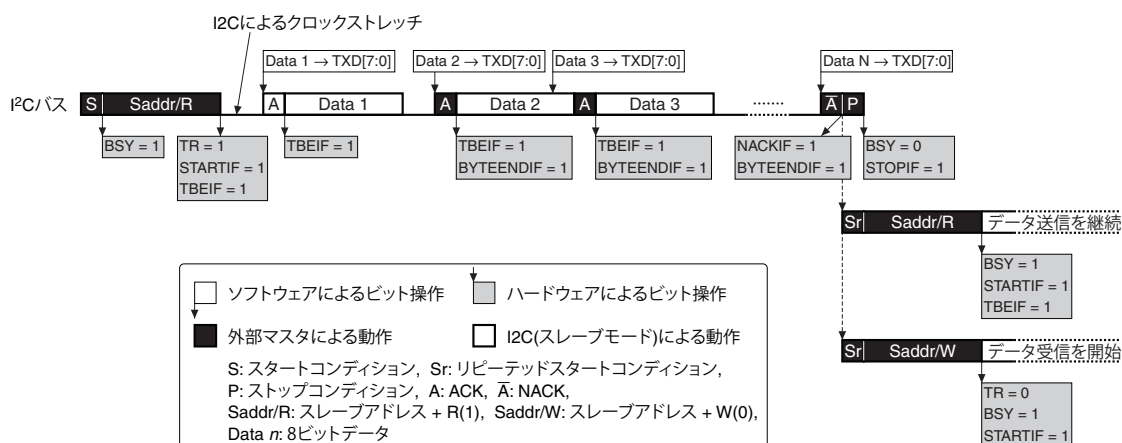 I2Cによるクロックストレッチ
Data 1 → TXD[7:0]
Data 2 → TXD[7:0]
Data 3 → TXD[7:0]
Data N → TXD[7:0]
I²Cバス
S
Saddr/R
A
Data 1
A
Data 2
A
Data 3
A̅
P
BSY = 1
TR = 1
STARTIF = 1
TBEIF = 1
TBEIF = 1
TBEIF = 1
BYTEENDIF = 1
TBEIF = 1
BYTEENDIF = 1
NACKIF = 1
BYTEENDIF = 1
BSY = 0
STOPIF = 1
Sr
Saddr/R
データ送信を継続
BSY = 1
STARTIF = 1
TBEIF = 1
Sr
Saddr/W
データ受信を開始
TR = 0
BSY = 1
STARTIF = 1
ソフトウェアによるビット操作
ハードウェアによるビット操作
外部マスタによる動作
I2C(スレーブモード)による動作
S: スタートコンディション, Sr: リピーテッドスタートコンディション,
P: ストップコンディション, A: ACK, A̅: NACK,
Saddr/R: スレーブアドレス + R(1), Saddr/W: スレーブアドレス + W(0),
Data n: 8ビットデータ